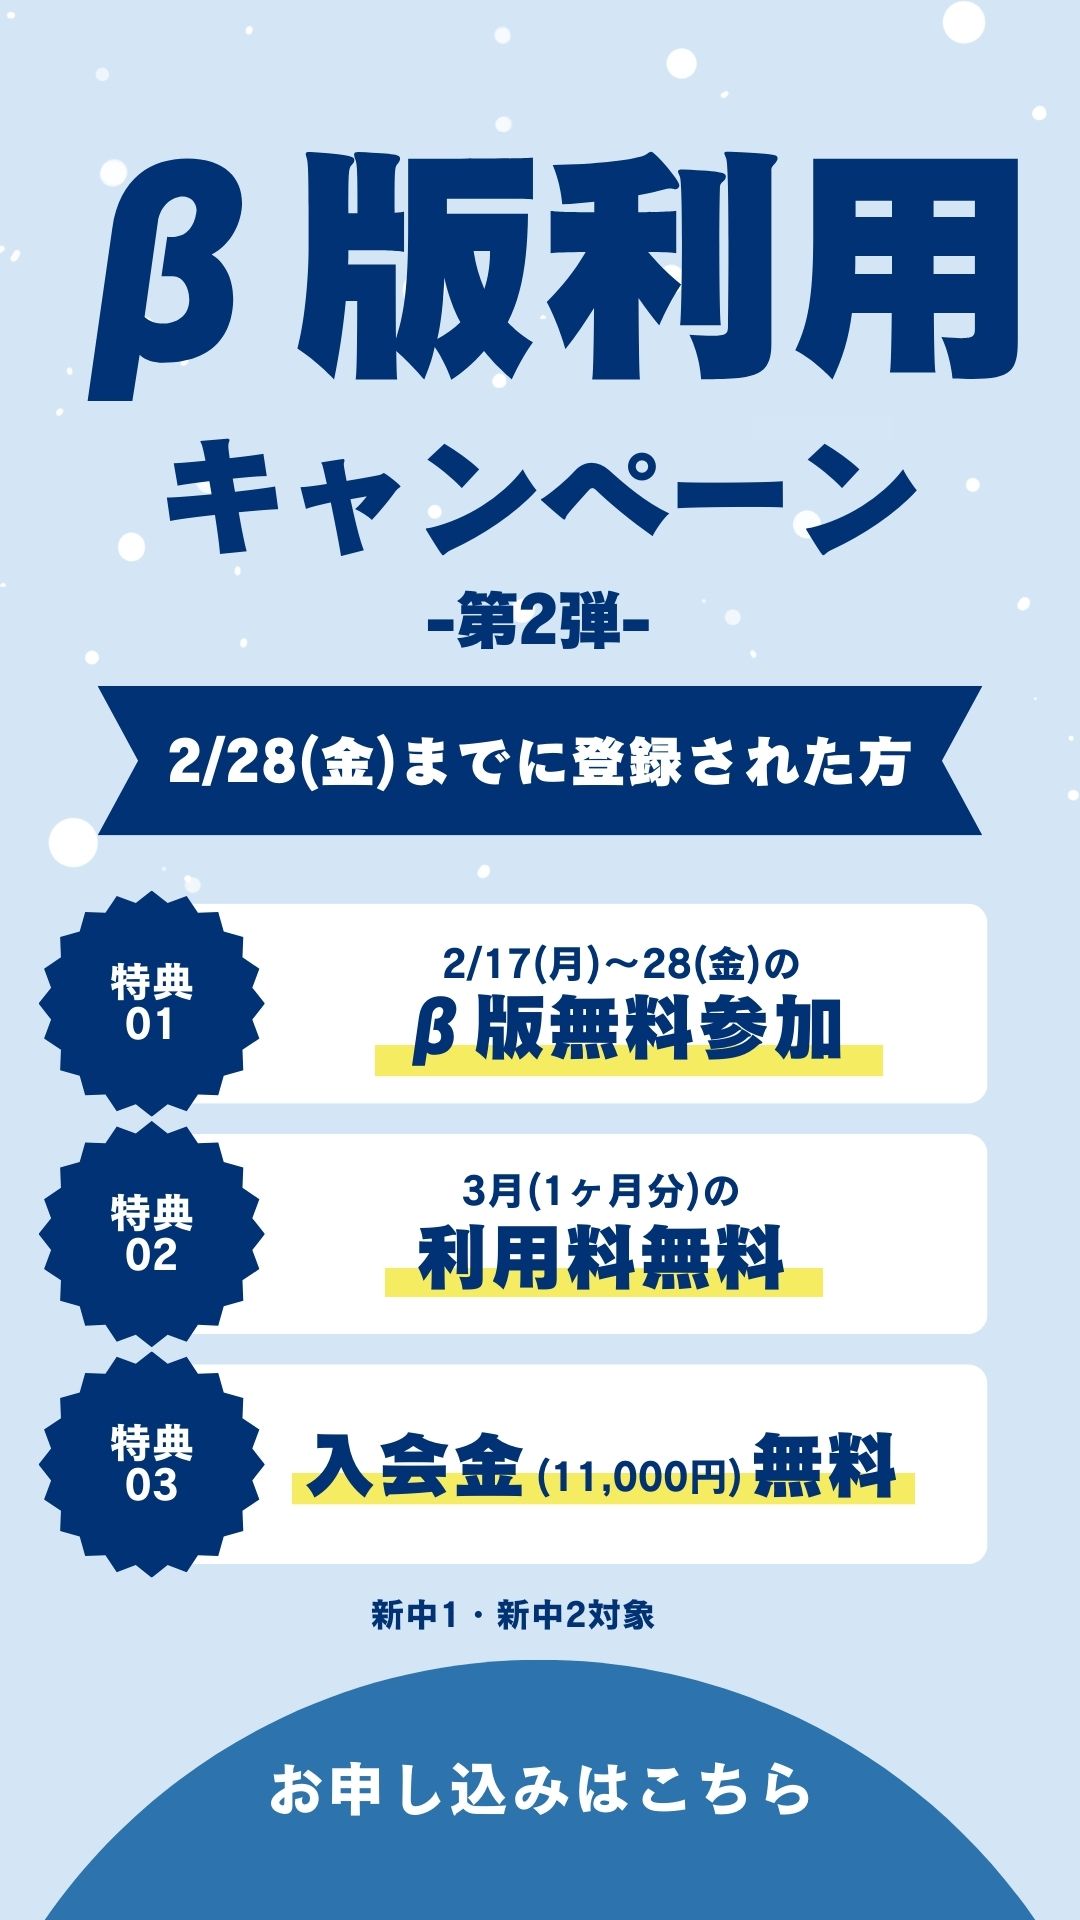 β版利用
キャンペーン
-第2弾-
2/28(金)までに登録された方
特典
01
2/17(月)～28(金)の
β版無料参加
特典
02
3月(1ヶ月分)の
利用料無料
特典
03
入会金(11,000円)無料
新中1・新中2対象
お申し込みはこちら